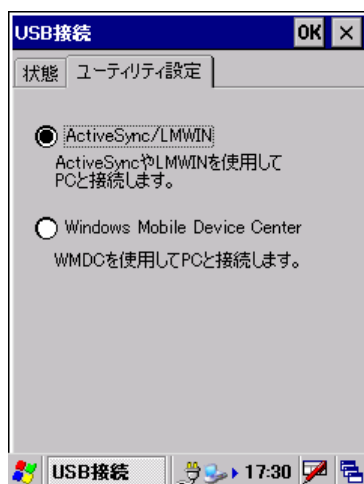 USB接続 OK ×
状態 ユーティリティ設定
ActiveSync/LMWIN
ActiveSyncやLMWINを使用して
PCと接続します。
Windows Mobile Device Center
WMDCを使用してPCと接続します。
USB接続 17:30